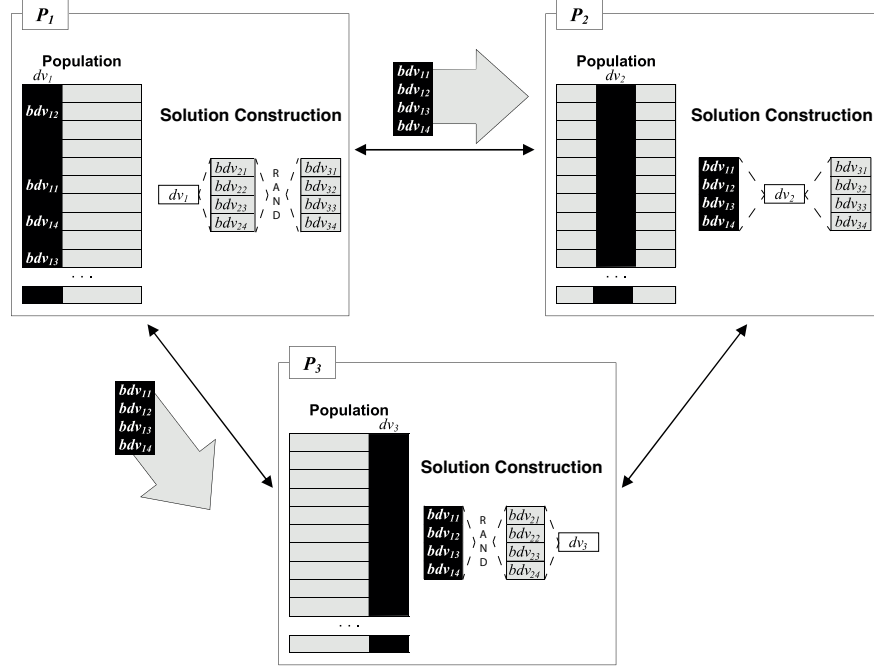 P1
Population
dv1
bdv12
bdv11
bdv14
bdv13
. . .
Solution Construction
dv1
bdv21
bdv22
bdv23
bdv24
R
A
N
D
bdv31
bdv32
bdv33
bdv34
bdv11
bdv12
bdv13
bdv14
P2
Population
dv2
. . .
Solution Construction
bdv11
bdv12
bdv13
bdv14
dv2
bdv31
bdv32
bdv33
bdv34
bdv11
bdv12
bdv13
bdv14
P3
Population
dv3
. . .
Solution Construction
bdv11
bdv12
bdv13
bdv14
R
A
N
D
bdv21
bdv22
bdv23
bdv24
dv3